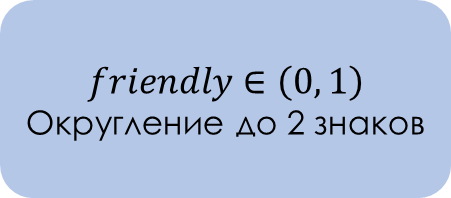 friendly ∈ (0, 1)
Округление до 2 знаков